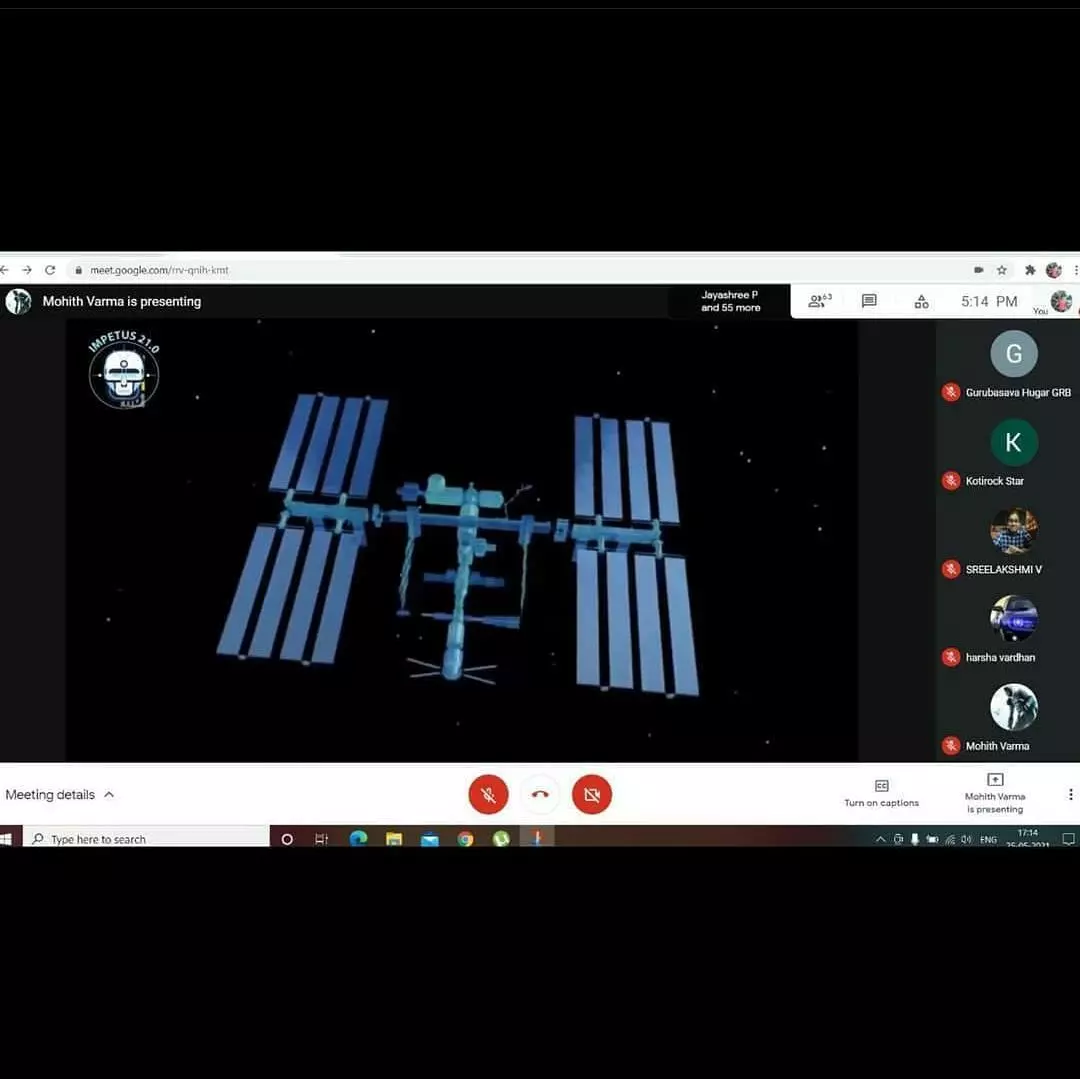 meet.google.com/rrv-qnih-kmt
Mohith Varma is presenting
Jayashree P
and 55 more
63
5:14 PM
You
IMPETUS 21.0
G
Gurubasava Hugar GRB
K
Kotirock Star
SREELAKSHMI V
harsha vardhan
Mohith Varma
Meeting details
CC
Turn on captions
Mohith Varma
is presenting
Type here to search
ENG
17:14
25-05-2021